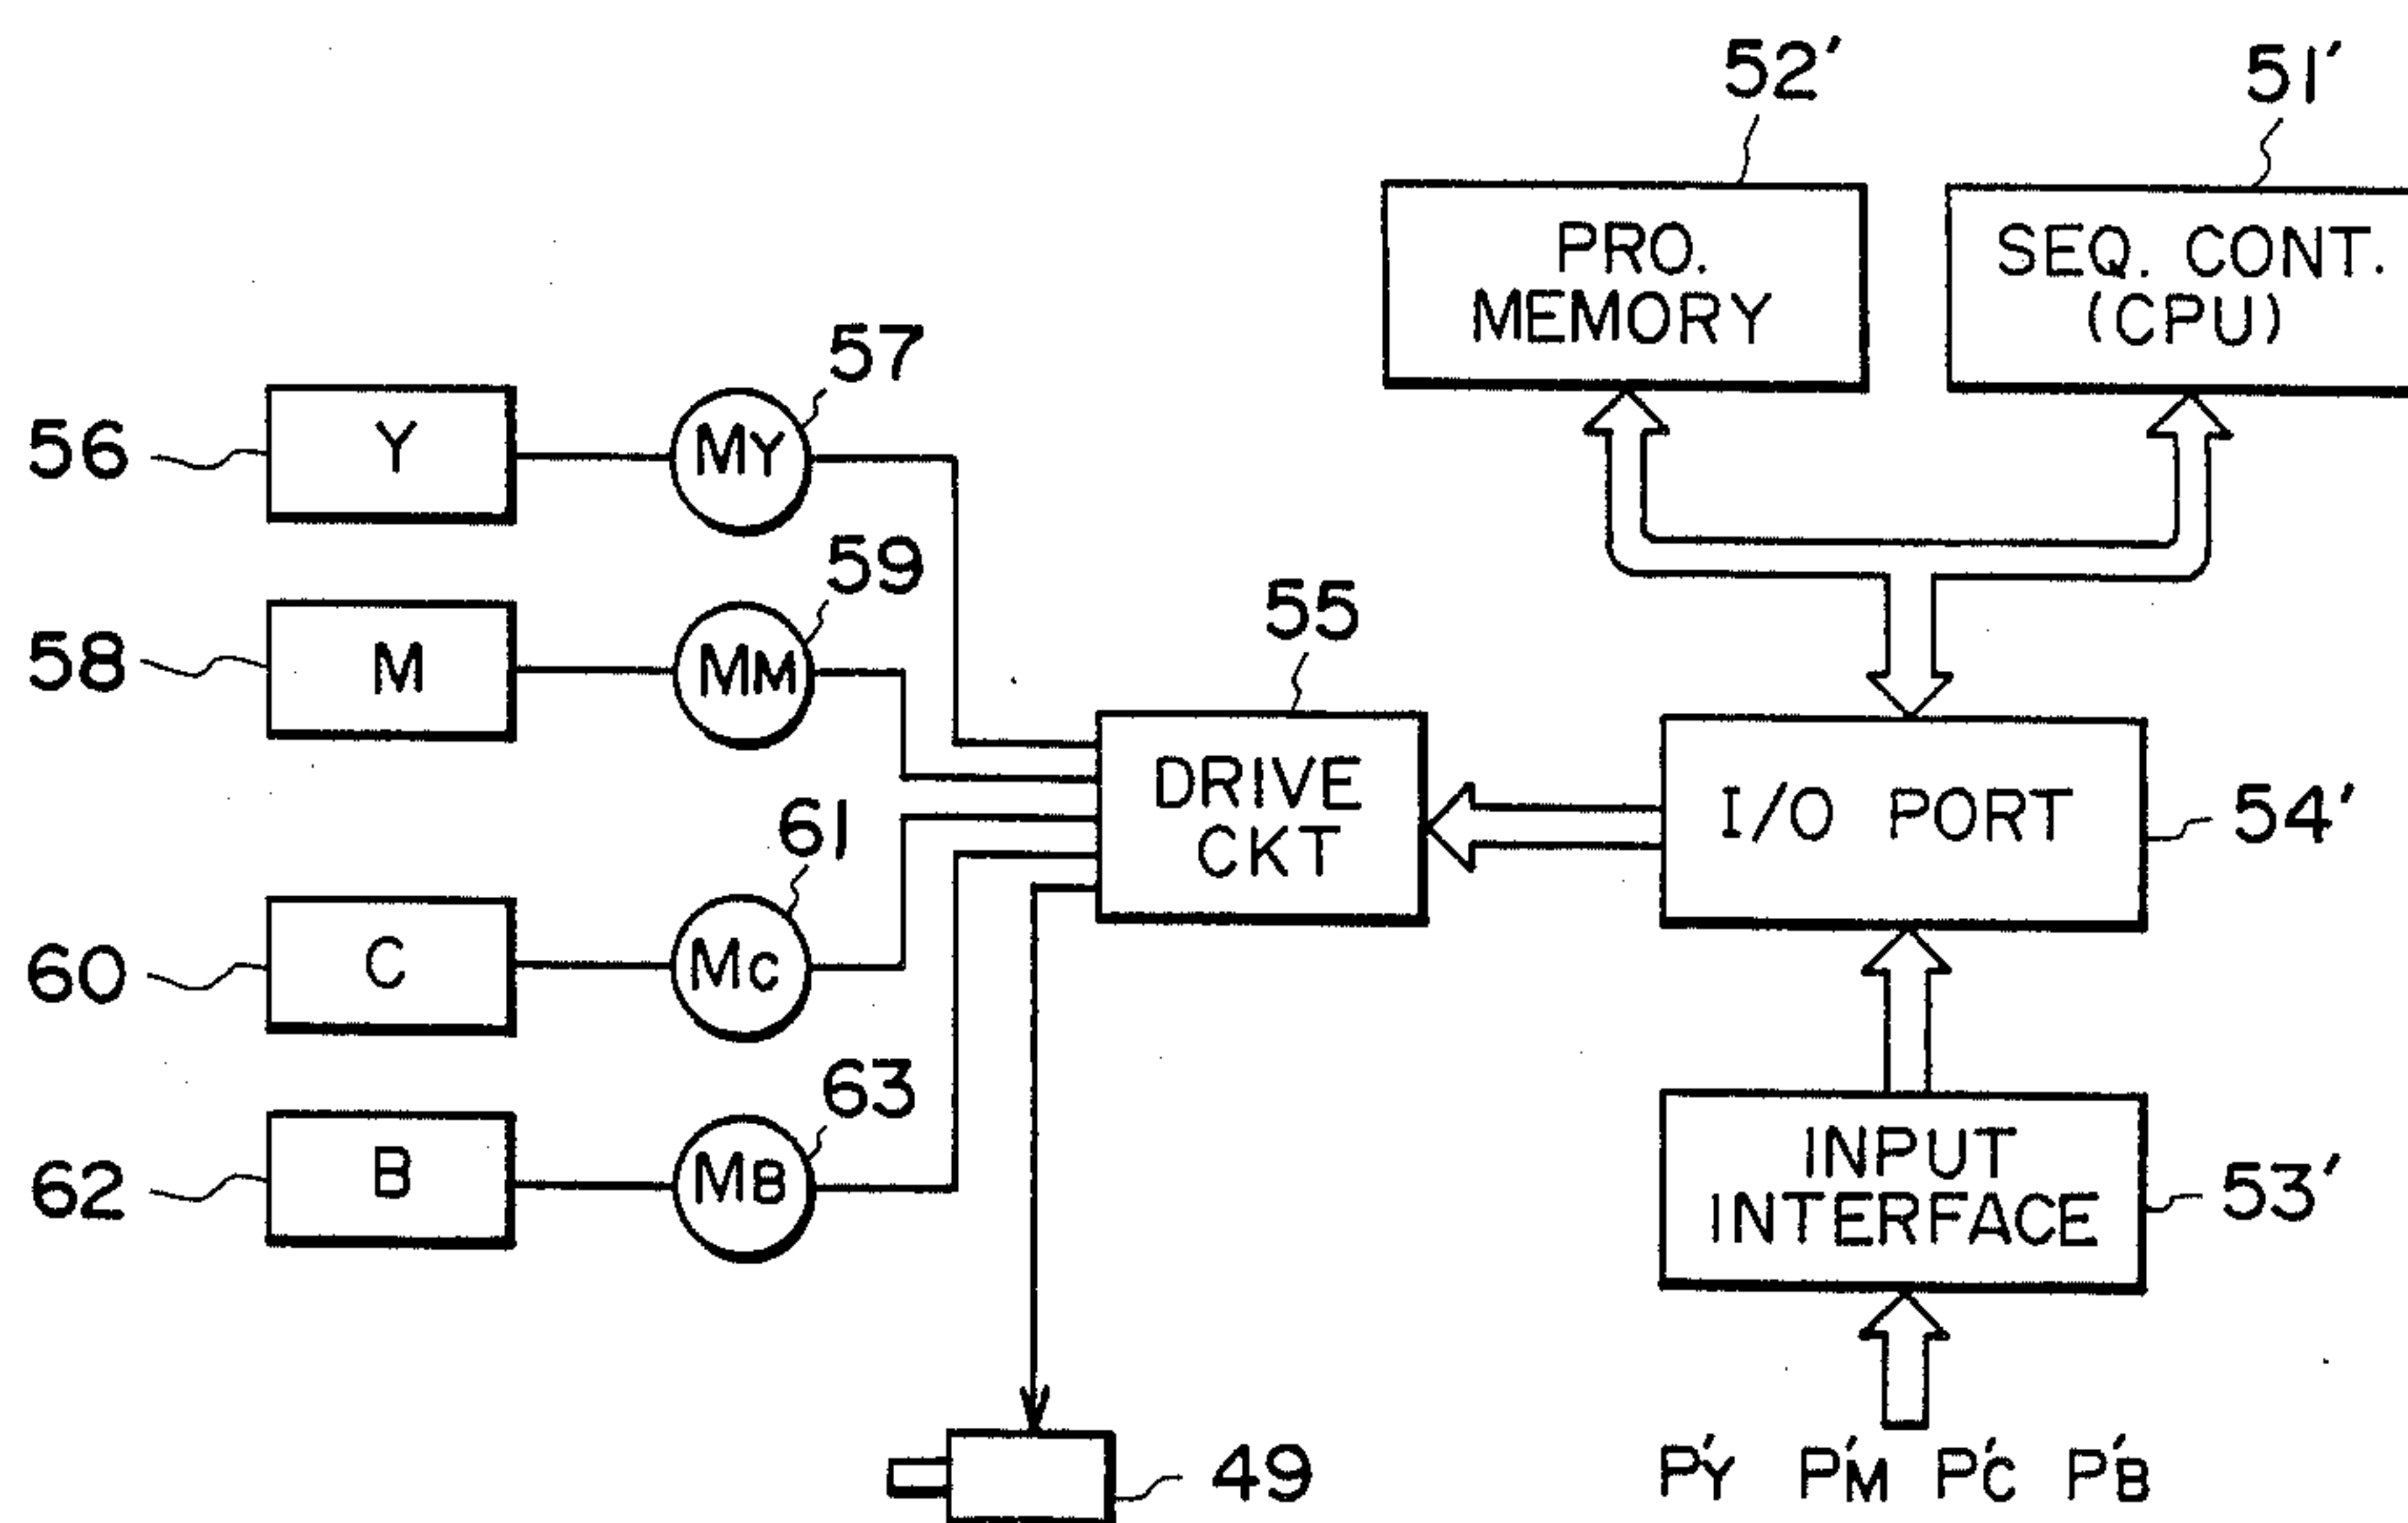 52' 51'
PRO.
MEMORY
SEQ. CONT.
(CPU)
57
56 Y MY
59
58 M MM
55
DRIVE
CKT
I/O PORT 54'
61
60 C MC
63
62 B MB
INPUT
INTERFACE
53'
49
P'Y P'M P'C P'B